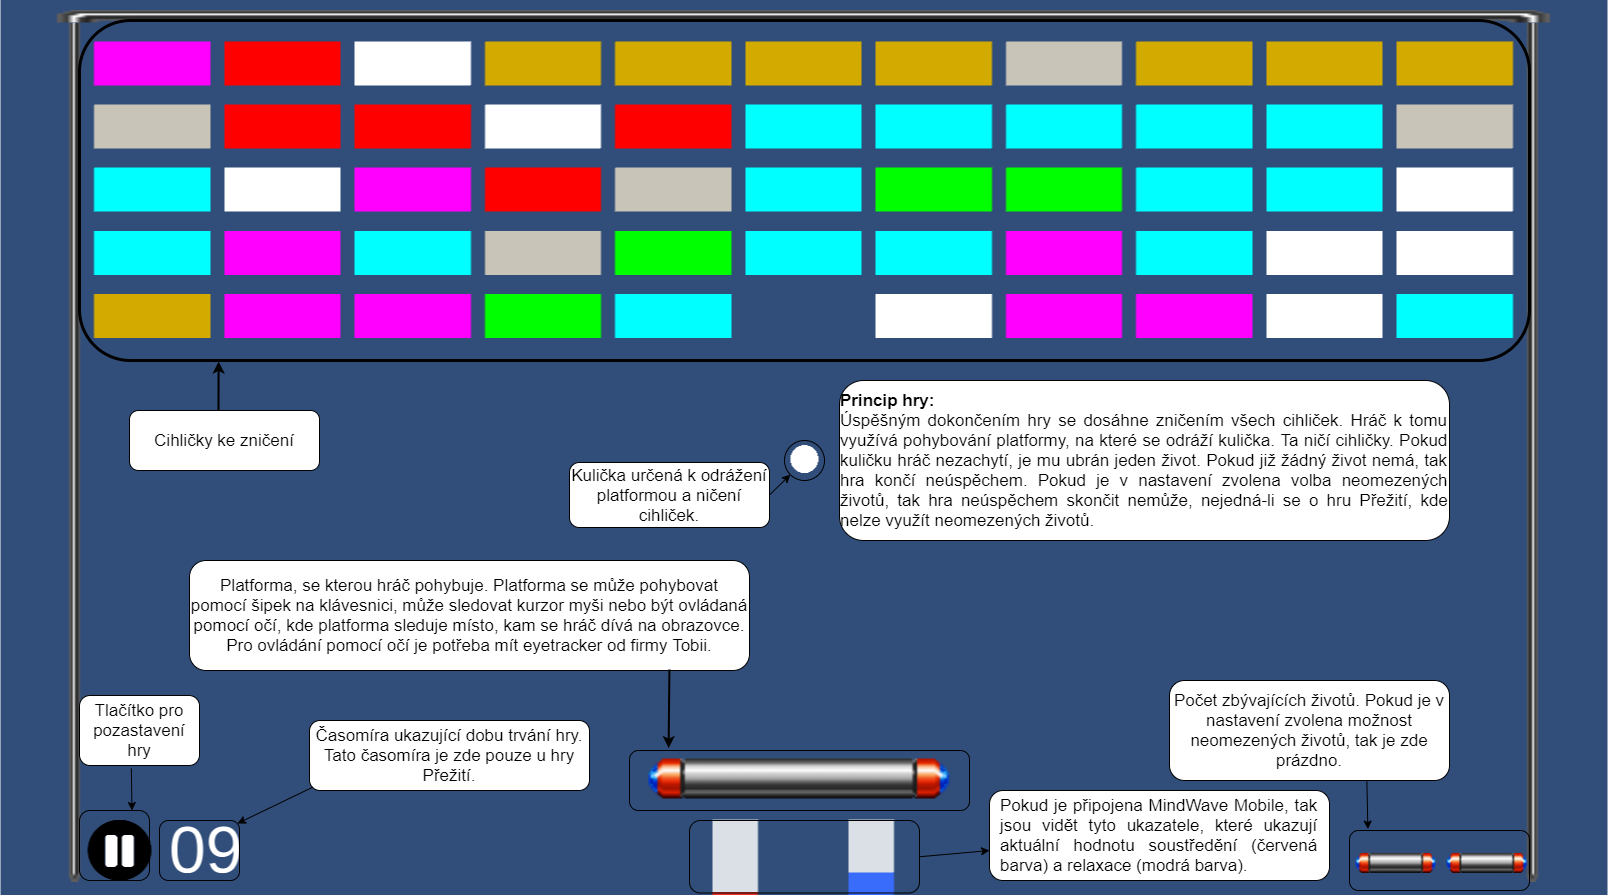 Cihličky ke zničení
Princip hry:
Úspěšným dokončením hry se dosáhne zničením všech cihliček. Hráč k tomu
využívá pohybování platformy, na které se odráží kulička. Ta ničí cihličky. Pokud
kuličku hráč nezachytí, je mu ubrán jeden život. Pokud již žádný život nemá, tak
hra končí neúspěchem. Pokud je v nastavení zvolena volba neomezených
životů, tak hra neúspěchem skončit nemůže, nejedná-li se o hru Přežití, kde
nelze využít neomezených životů.
Kulička určená k odrážení
platformou a ničení
cihliček.
Platforma, se kterou hráč pohybuje. Platforma se může pohybovat
pomocí šipek na klávesnici, může sledovat kurzor myši nebo být ovládaná
pomocí očí, kde platforma sleduje místo, kam se hráč dívá na obrazovce.
Pro ovládání pomocí očí je potřeba mít eyetracker od firmy Tobii.
Tlačítko pro
pozastavení
hry
Časomíra ukazující dobu trvání hry.
Tato časomíra je zde pouze u hry
Přežití.
Počet zbývajících životů. Pokud je v
nastavení zvolena možnost
neomezených životů, tak je zde
prázdno.
Pokud je připojena MindWave Mobile, tak
jsou vidět tyto ukazatele, které ukazují
aktuální hodnotu soustředění (červená
barva) a relaxace (modrá barva).
09